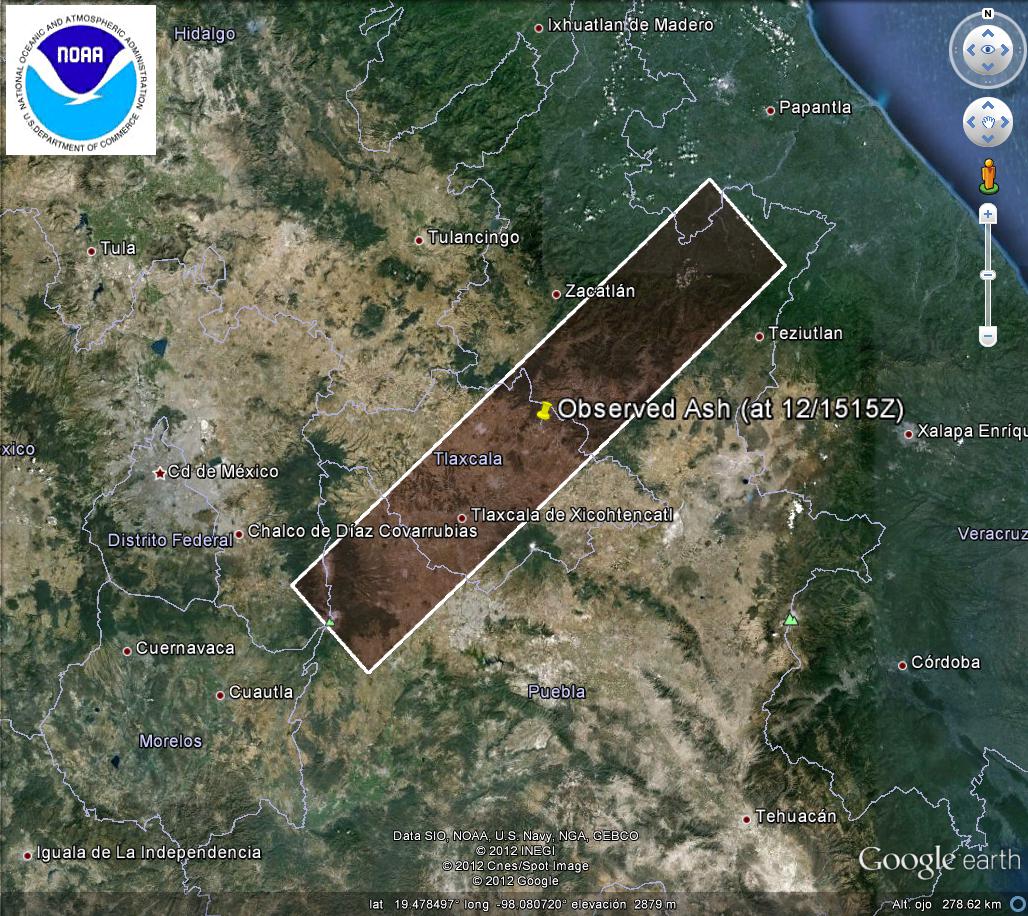 Ixhuatlan de Madero
Hidalgo
N
NATIONAL OCEANIC AND ATMOSPHERIC ADMINISTRATION
NOAA
U.S. DEPARTMENT OF COMMERCE
Papantla
Tulancingo
Tula
Zacatlán
Teziutlan
Observed Ash (at 12/1515Z)
Xalapa Enríqu
xico
Tlaxcala
Cd de México
Tlaxcala de Xicohtencatl
Chalco de Díaz Covarrubias
Distrito Federal
Veracruz
Cuernavaca
Córdoba
Cuautla
Puebla
Morelos
Tehuacán
Data SIO, NOAA, U.S. Navy, NGA, GEBCO
© 2012 INEGI
© 2012 Cnes/Spot Image
© 2012 Google
Iguala de La Independencia
Google earth
lat 19.478497° long -98.080720° elevación 2879 m
Alt. ojo 278.62 km